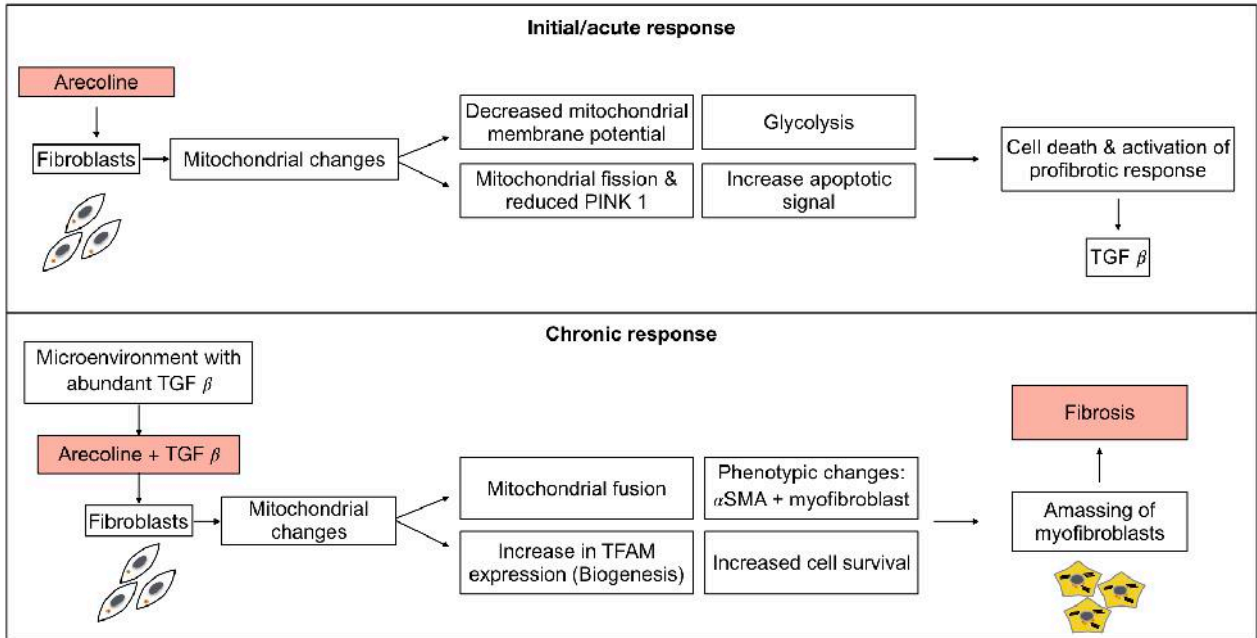 Initial/acute response
Arecoline
Fibroblasts
Mitochondrial changes
Decreased mitochondrial
membrane potential
Glycolysis
Mitochondrial fission &
reduced PINK 1
Increase apoptotic
signal
Cell death & activation of
profibrotic response
TGF β
Chronic response
Microenvironment with
abundant TGF β
Arecoline + TGF β
Fibroblasts
Mitochondrial
changes
Mitochondrial fusion
Phenotypic changes:
αSMA + myofibroblast
Increase in TFAM
expression (Biogenesis)
Increased cell survival
Amassing of
myofibroblasts
Fibrosis